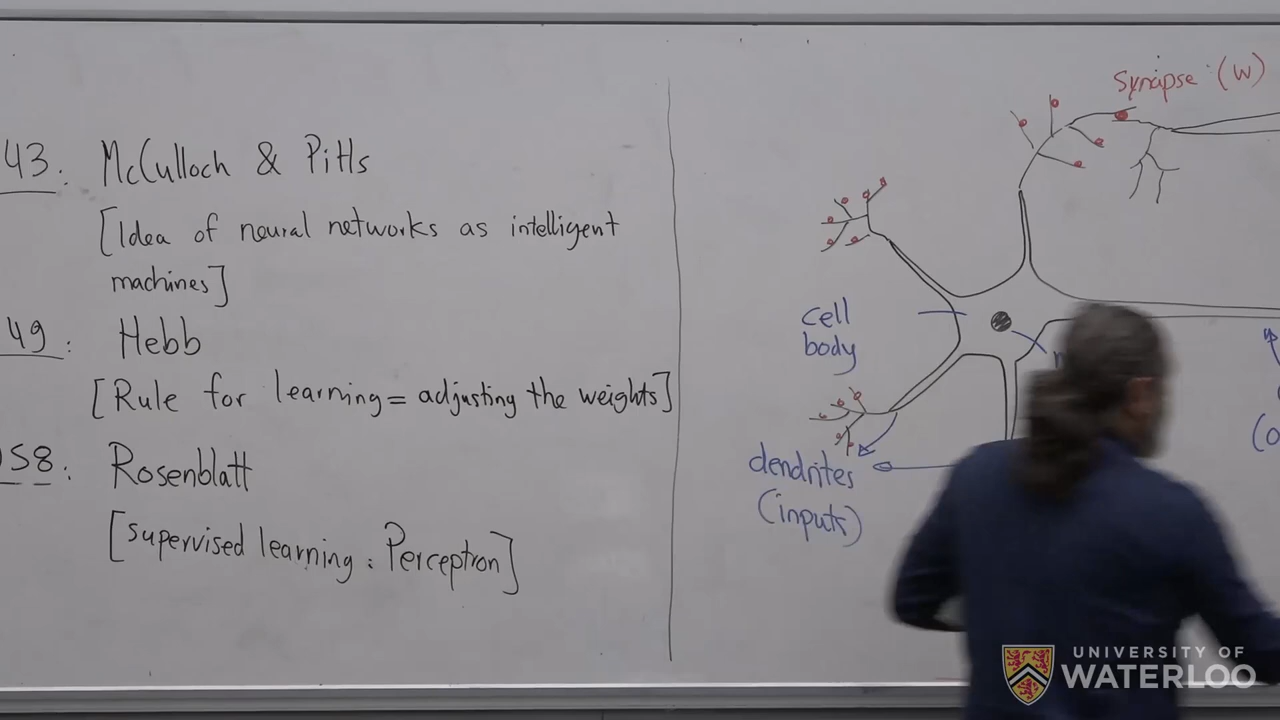 43: McCulloch & Pitts
[Idea of neural networks as intelligent
machines]
49: Hebb
[Rule for learning = adjusting the weights]
58: Rosenblatt
[supervised learning: Perceptron]
Synapse: (W)
cell
body
dendrites
(inputs)
UNIVERSITY OF
WATERLOO